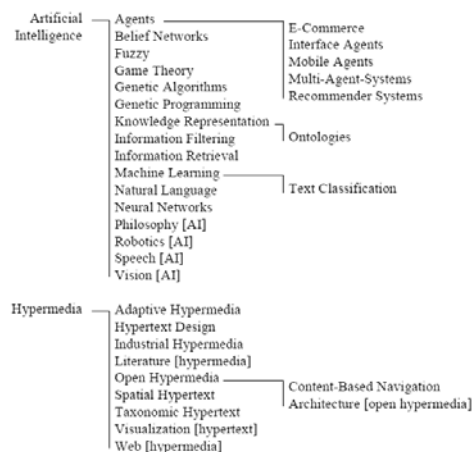 Artificial
Intelligence
Agents
Belief Networks
Fuzzy
Game Theory
Genetic Algorithms
Genetic Programming
Knowledge Representation
Information Filtering
Information Retrieval
Machine Learning
Natural Language
Neural Networks
Philosophy [AI]
Robotics [AI]
Speech [AI]
Vision [AI]
E-Commerce
Interface Agents
Mobile Agents
Multi-Agent-Systems
Recommender Systems
Ontologies
Text Classification
Hypermedia
Adaptive Hypermedia
Hypertext Design
Industrial Hypermedia
Literature [hypermedia]
Open Hypermedia
Spatial Hypertext
Taxonomic Hypertext
Visualization [hypertext]
Web [hypermedia]
Content-Based Navigation
Architecture [open hypermedia]